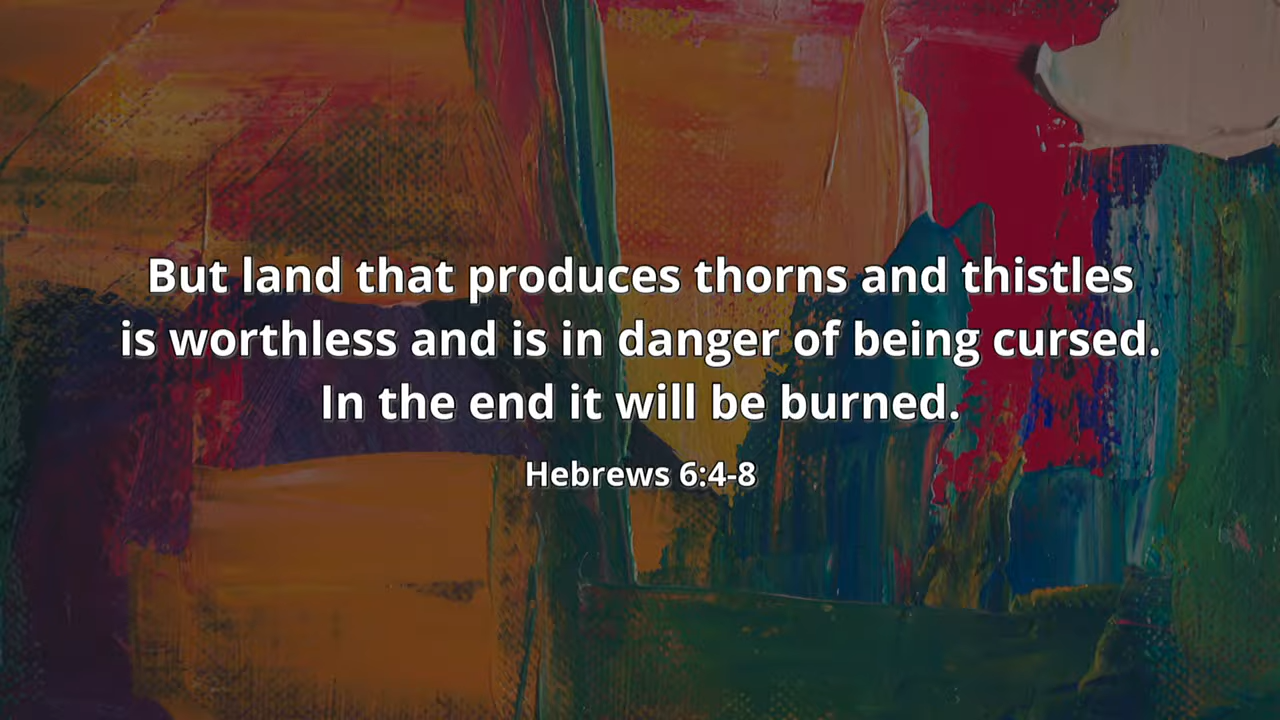 But land that produces thorns and thistles
is worthless and is in danger of being cursed.
In the end it will be burned.
Hebrews 6:4-8